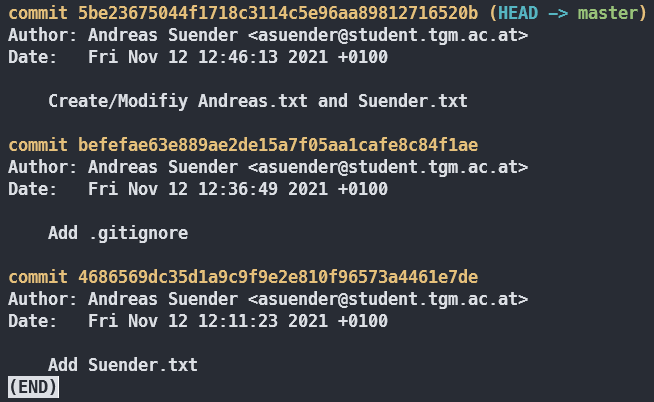 commit 5be23675044f1718c3114c5e96aa89812716520b (HEAD -> master)
Author: Andreas Suender <asuender@student.tgm.ac.at>
Date:   Fri Nov 12 12:46:13 2021 +0100
    Create/Modifiy Andreas.txt and Suender.txt
commit befefae63e889ae2de15a7f05aa1cafe8c84f1ae
Author: Andreas Suender <asuender@student.tgm.ac.at>
Date:   Fri Nov 12 12:36:49 2021 +0100
    Add .gitignore
commit 4686569dc35d1a9c9f9e2e810f96573a4461e7de
Author: Andreas Suender <asuender@student.tgm.ac.at>
Date:   Fri Nov 12 12:11:23 2021 +0100
    Add Suender.txt
(END)